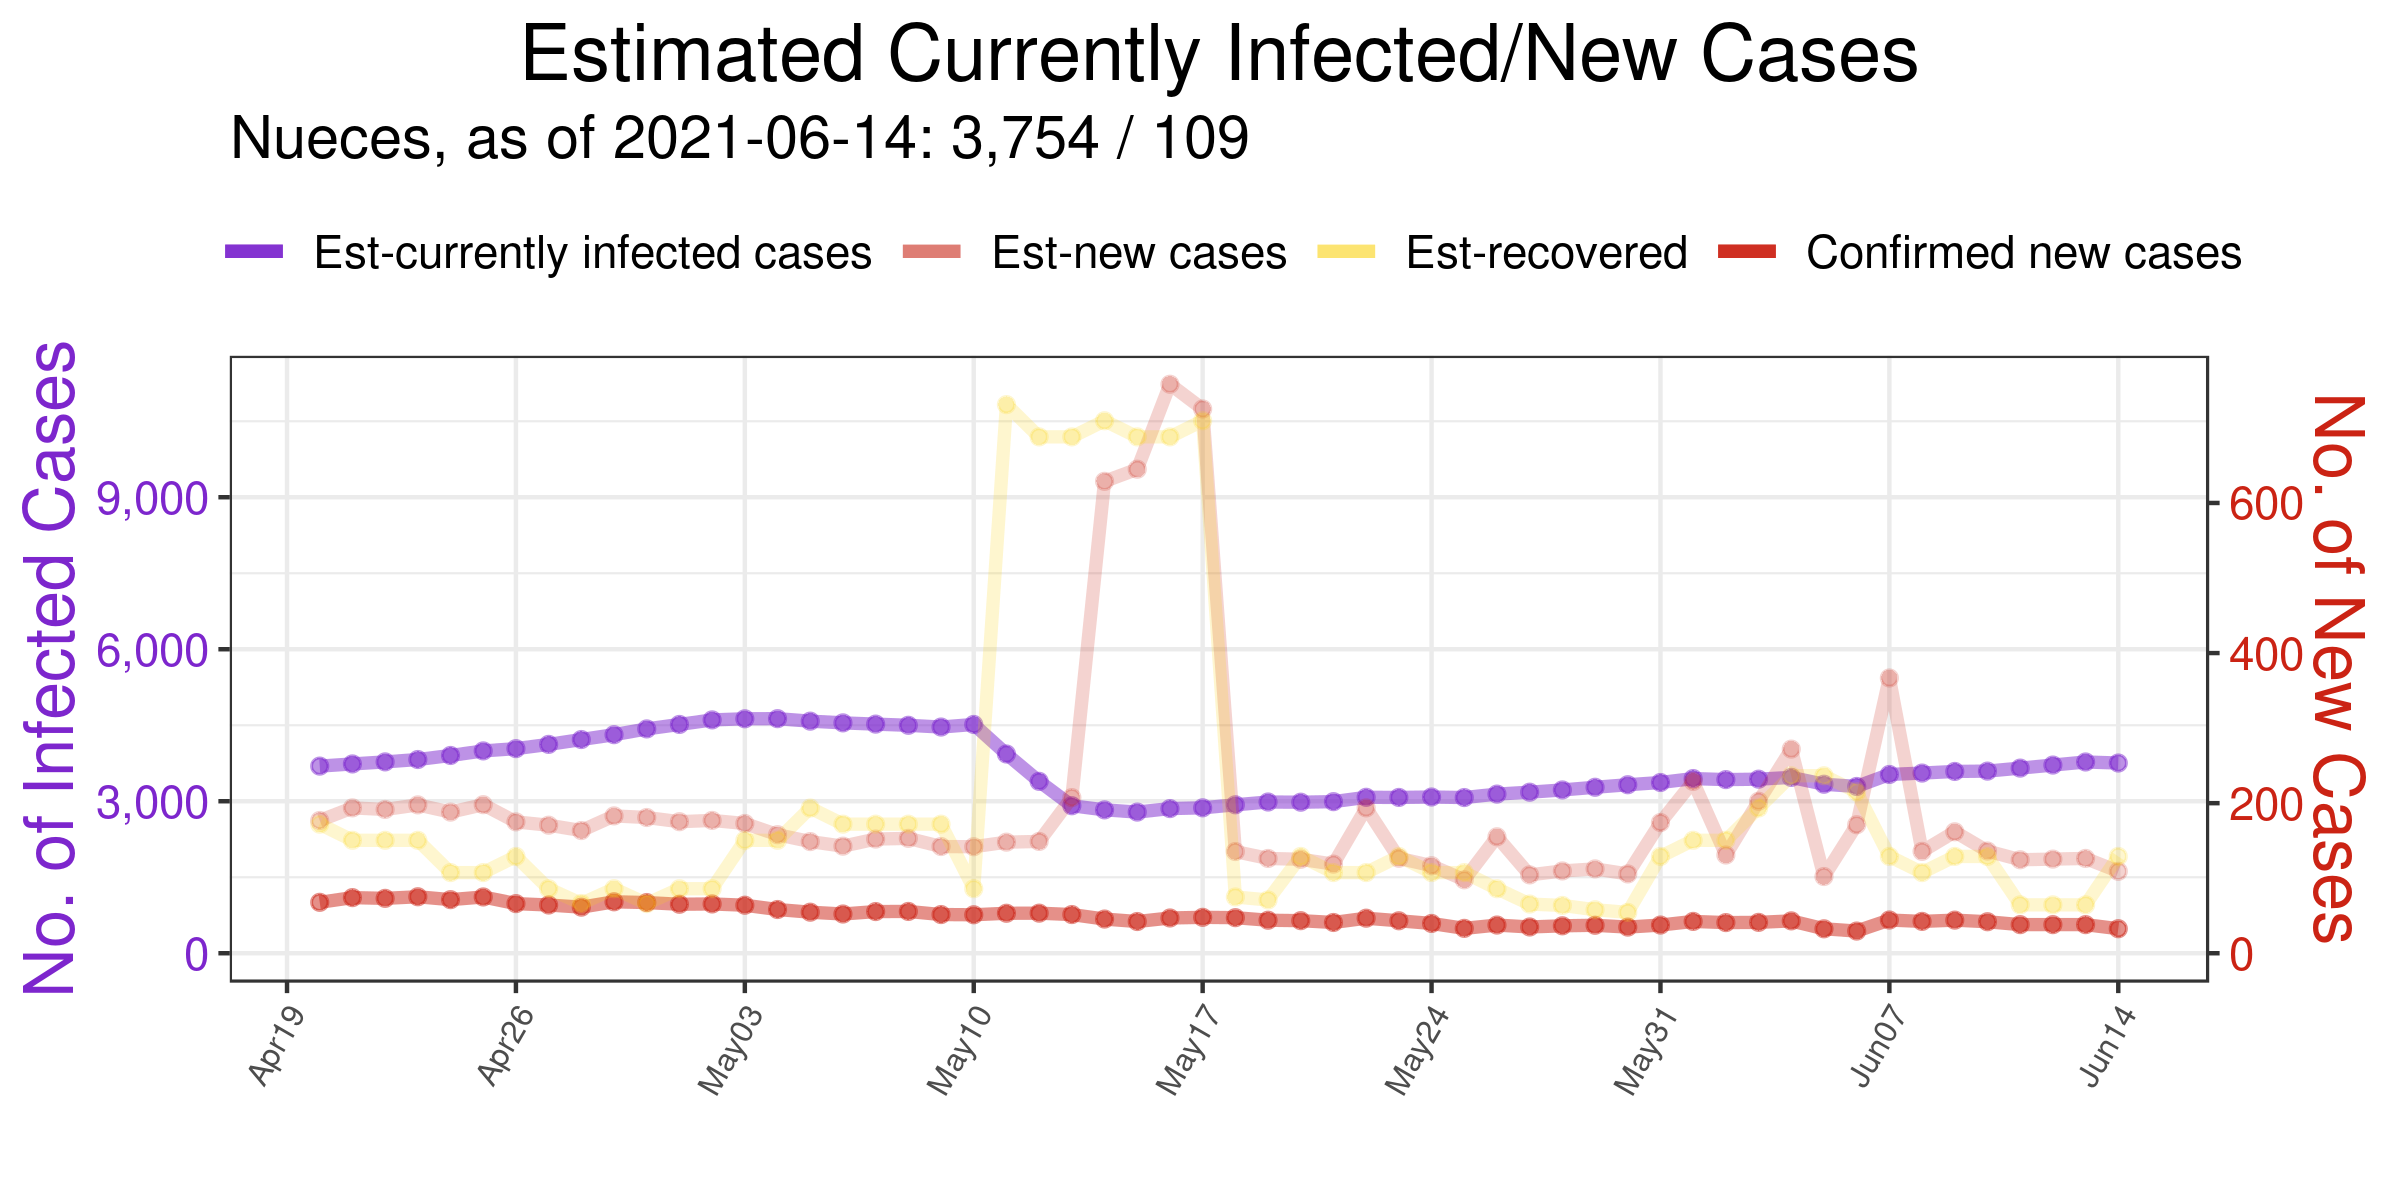 Estimated Currently Infected/New Cases
Nueces, as of 2021-06-14: 3,754 / 109
Est-currently infected cases Est-new cases Est-recovered Confirmed new cases
No. of Infected Cases
9,000
6,000
3,000
0
600
400
200
0
No. of New Cases
Apr19 Apr26 May03 May10 May17 May24 May31 Jun07 Jun14